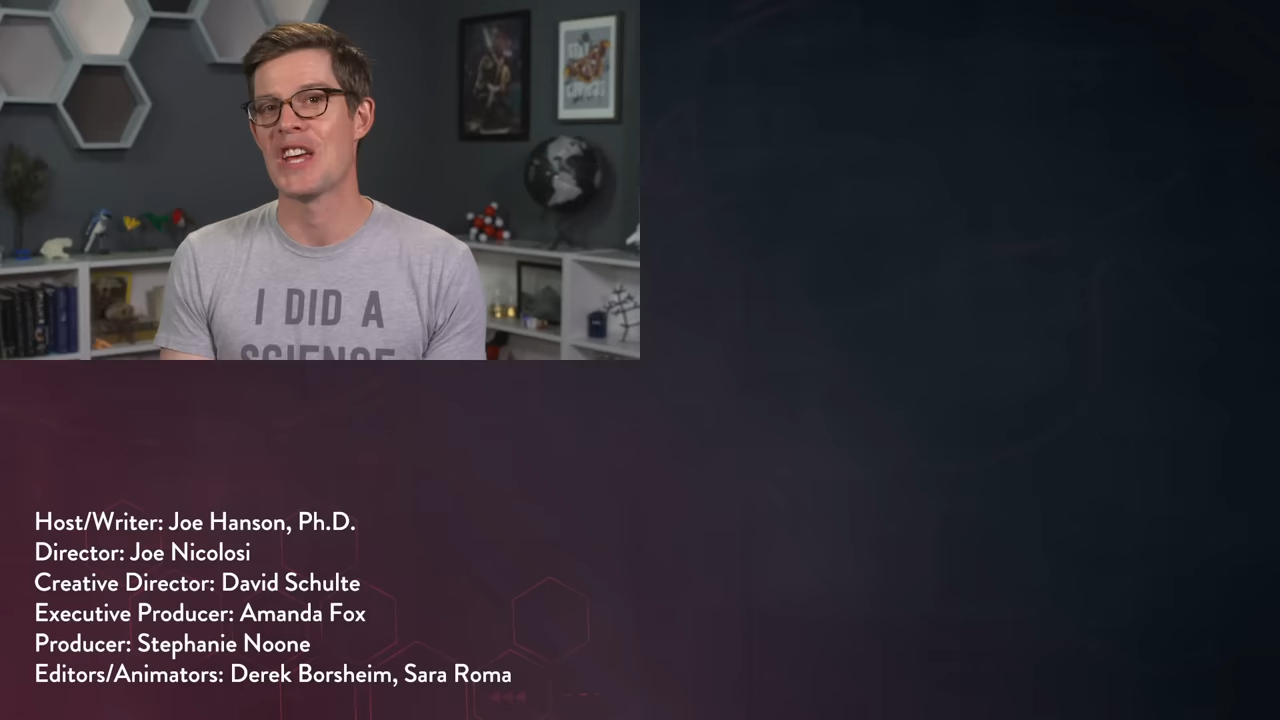 I DID A
SCIENCE
Host/Writer: Joe Hanson, Ph.D.
Director: Joe Nicolosi
Creative Director: David Schulte
Executive Producer: Amanda Fox
Producer: Stephanie Noone
Editors/Animators: Derek Borsheim, Sara Roma